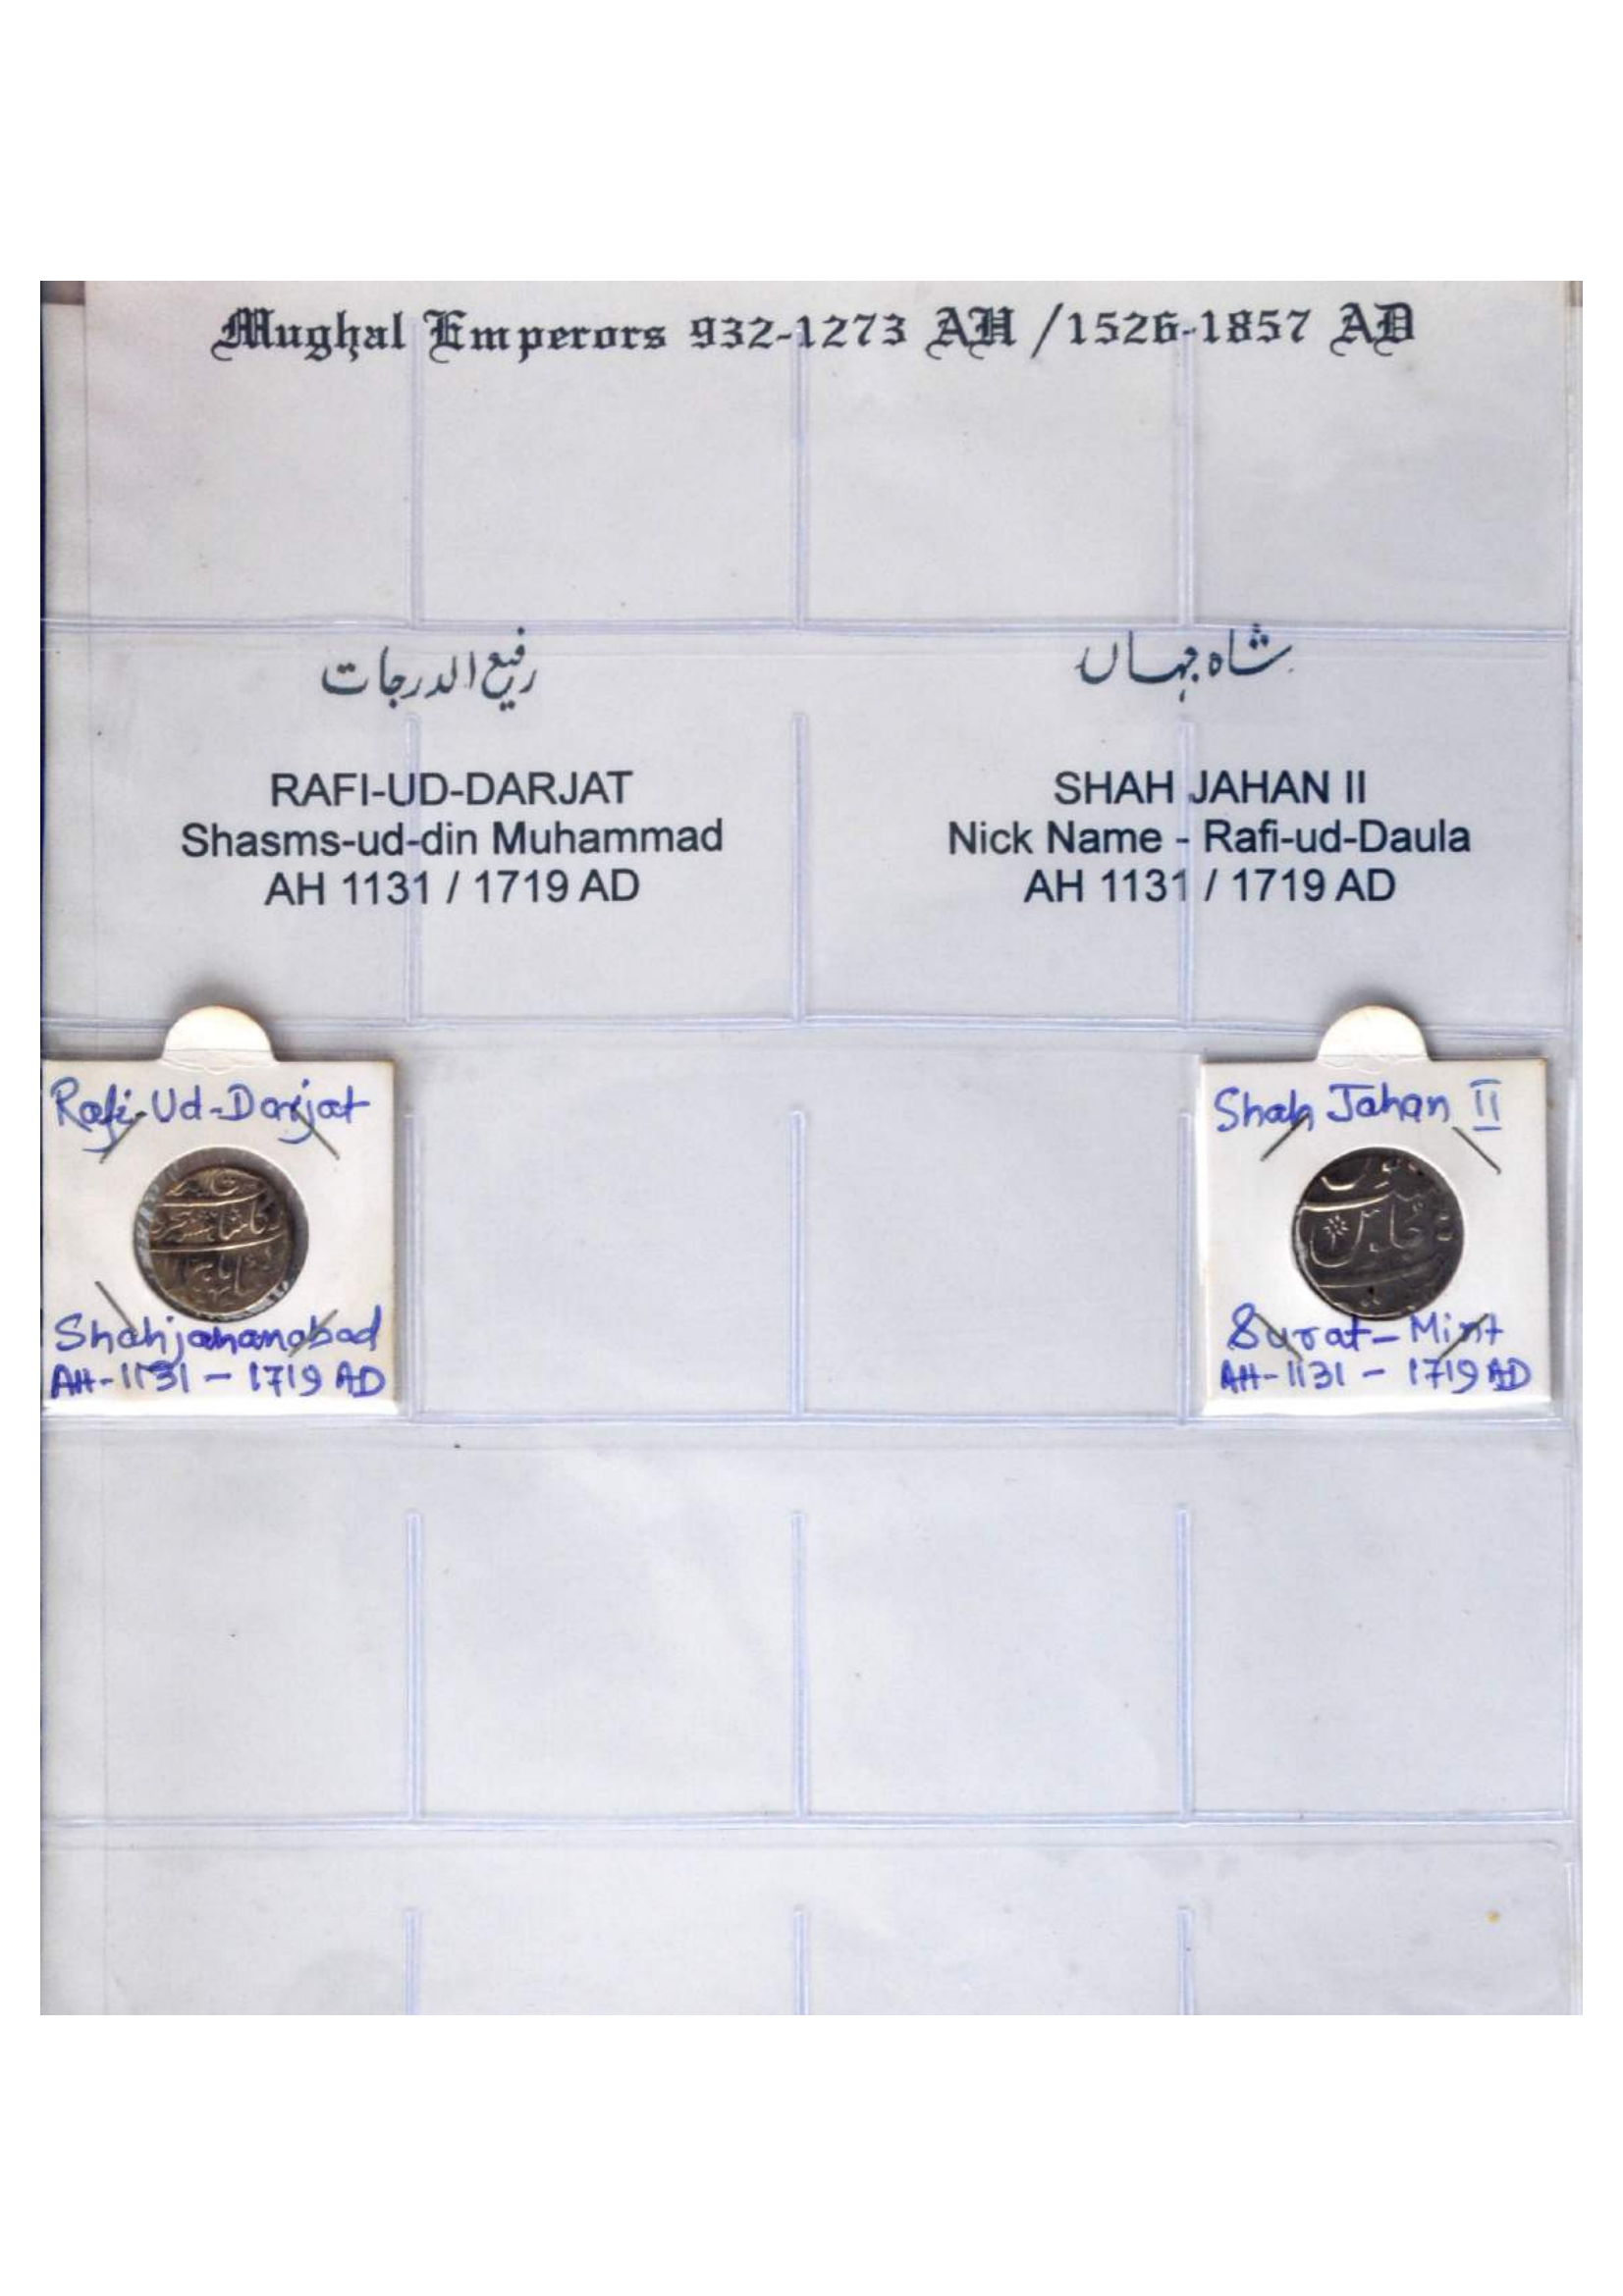 Mughal Emperors 932-1273 AH /1526-1857 AD
رفیع الدرجات
RAFI-UD-DARJAT
Shasms-ud-din Muhammad
AH 1131 / 1719 AD
شاه جہاں
SHAH JAHAN II
Nick Name - Rafi-ud-Daula
AH 1131 / 1719 AD
Rafi-Ud-Darjat
Shahjahanabad
AH-1131 - 1719 AD
Shah Jahan II
Surat-Mint
AH-1131 - 1719 AD